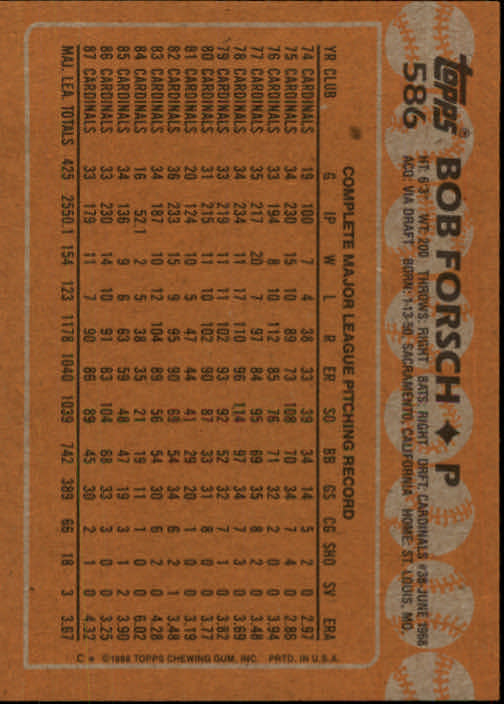 topps®
586
BOB FORSCH ♦ P
HT: 6'3" WT: 200 THROWS: RIGHT BATS: RIGHT DRFT: CARDINALS #38-JUNE, 1968
ACQ: VIA DRAFT BORN: 1-13-50, SACRAMENTO, CALIFORNIA HOME: ST. LOUIS, MO.
COMPLETE MAJOR LEAGUE PITCHING RECORD
YR CLUB G IP W L R ER SO BB GS CG SHO SV ERA
74 CARDINALS 19 100 7 4 38 33 39 34 14 5 2 0 2.97
75 CARDINALS 34 230 15 10 89 73 108 70 34 7 4 0 2.86
76 CARDINALS 33 194 8 10 112 85 76 71 32 2 0 0 3.94
77 CARDINALS 35 217 20 7 97 84 95 69 35 8 2 0 3.48
78 CARDINALS 34 234 11 17 110 96 114 97 34 7 3 0 3.69
79 CARDINALS 33 219 11 11 102 93 92 52 32 7 1 0 3.82
80 CARDINALS 31 215 11 10 102 90 87 33 31 8 0 0 3.77
81 CARDINALS 20 124 10 5 47 44 41 29 20 1 0 0 3.19
82 CARDINALS 36 233 15 9 95 90 69 54 34 6 2 1 3.48
83 CARDINALS 34 187 10 12 104 89 56 54 30 6 2 0 4.28
84 CARDINALS 16 52.1 2 5 38 35 21 19 11 1 0 0 6.02
85 CARDINALS 34 136 9 6 63 59 48 47 19 3 1 2 3.90
86 CARDINALS 33 230 14 10 91 83 104 68 33 3 0 0 3.25
87 CARDINALS 33 179 11 7 90 86 89 45 30 2 1 0 4.32
MAJ. LEA. TOTALS 425 2550.1 154 123 1178 1040 1039 742 389 66 18 3 3.67
C * ©1988 TOPPS CHEWING GUM, INC. PRTD. IN U.S.A.